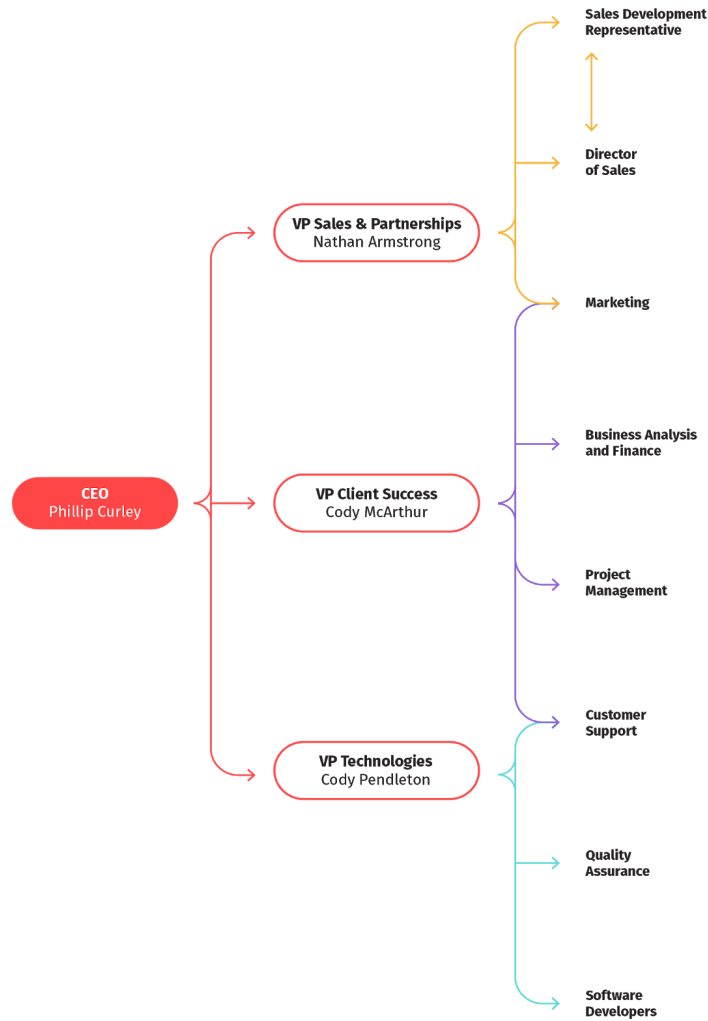 Sales Development
Representative
Director
of Sales
VP Sales & Partnerships
Nathan Armstrong
Marketing
Business Analysis
and Finance
CEO
Phillip Curley
VP Client Success
Cody McArthur
Project
Management
Customer
Support
VP Technologies
Cody Pendleton
Quality
Assurance
Software
Developers